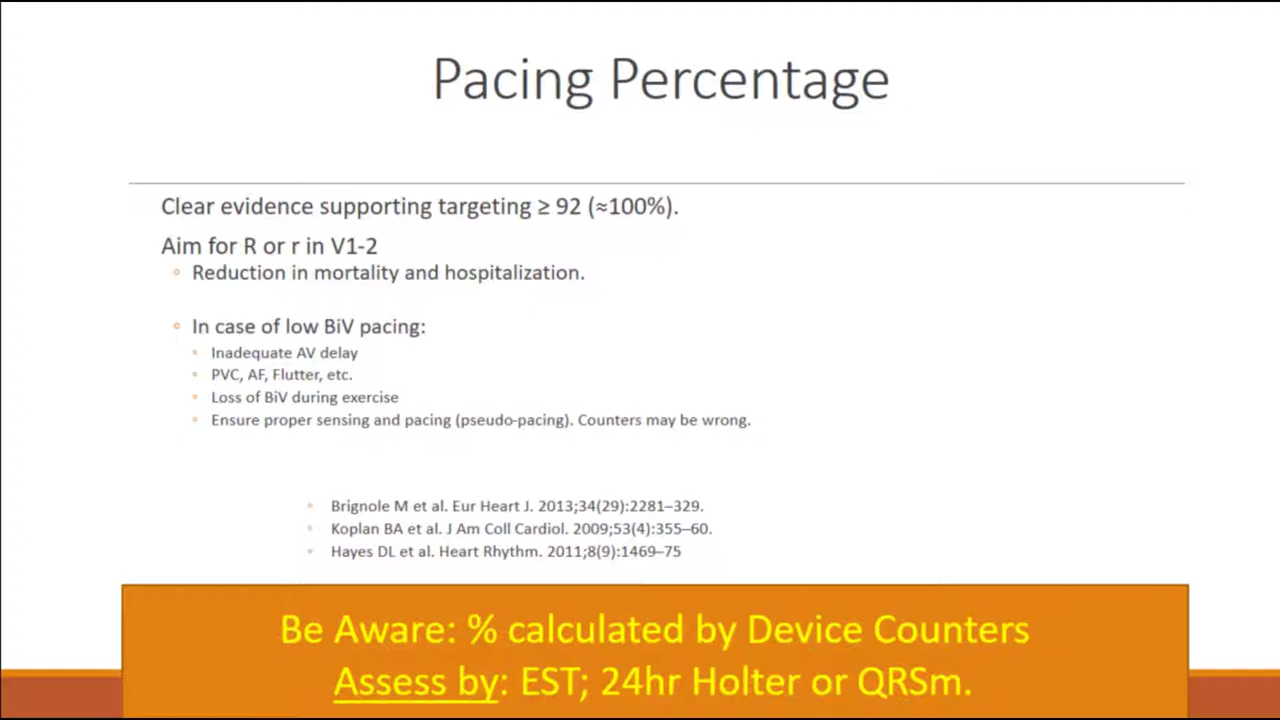 Pacing Percentage
Clear evidence supporting targeting ≥ 92 (≈100%).
Aim for R or r in V1-2
Reduction in mortality and hospitalization.
In case of low BiV pacing:
Inadequate AV delay
PVC, AF, Flutter, etc.
Loss of BiV during exercise
Ensure proper sensing and pacing (pseudo-pacing). Counters may be wrong.
Brignole M et al. Eur Heart J. 2013;34(29):2281–329.
Koplan BA et al. J Am Coll Cardiol. 2009;53(4):355–60.
Hayes DL et al. Heart Rhythm. 2011;8(9):1469–75
Be Aware: % calculated by Device Counters
Assess by: EST; 24hr Holter or QRSm.